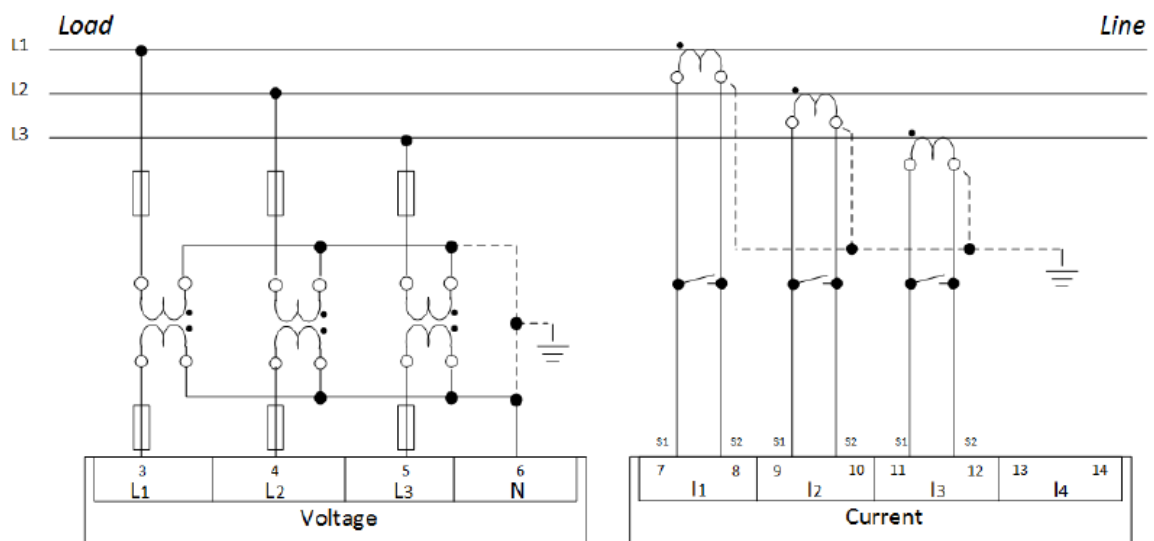 Load Line
L1
L2
L3
S1 S2 S1 S2 S1 S2
3 4 5 6 7 8 9 10 11 12 13 14
L1 L2 L3 N I1 I2 I3 I4
Voltage Current